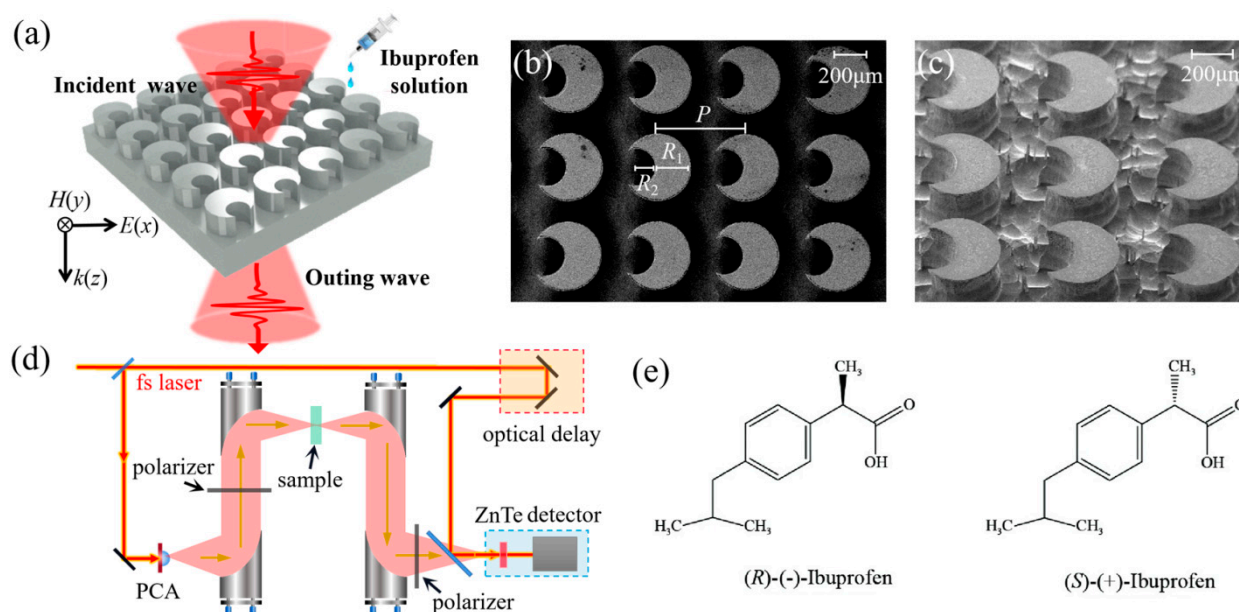 (a)
Incident wave
Ibuprofen
solution
H(y)
E(x)
k(z)
Outing wave
(b)
200μm
P
R₁
R₂
(c)
200μm
(d)
fs laser
optical delay
polarizer
sample
ZnTe detector
PCA
polarizer
(e)
CH₃
O
OH
H₃C
CH₃
(R)-(-)-Ibuprofen
CH₃
O
OH
H₃C
CH₃
(S)-(+)-Ibuprofen